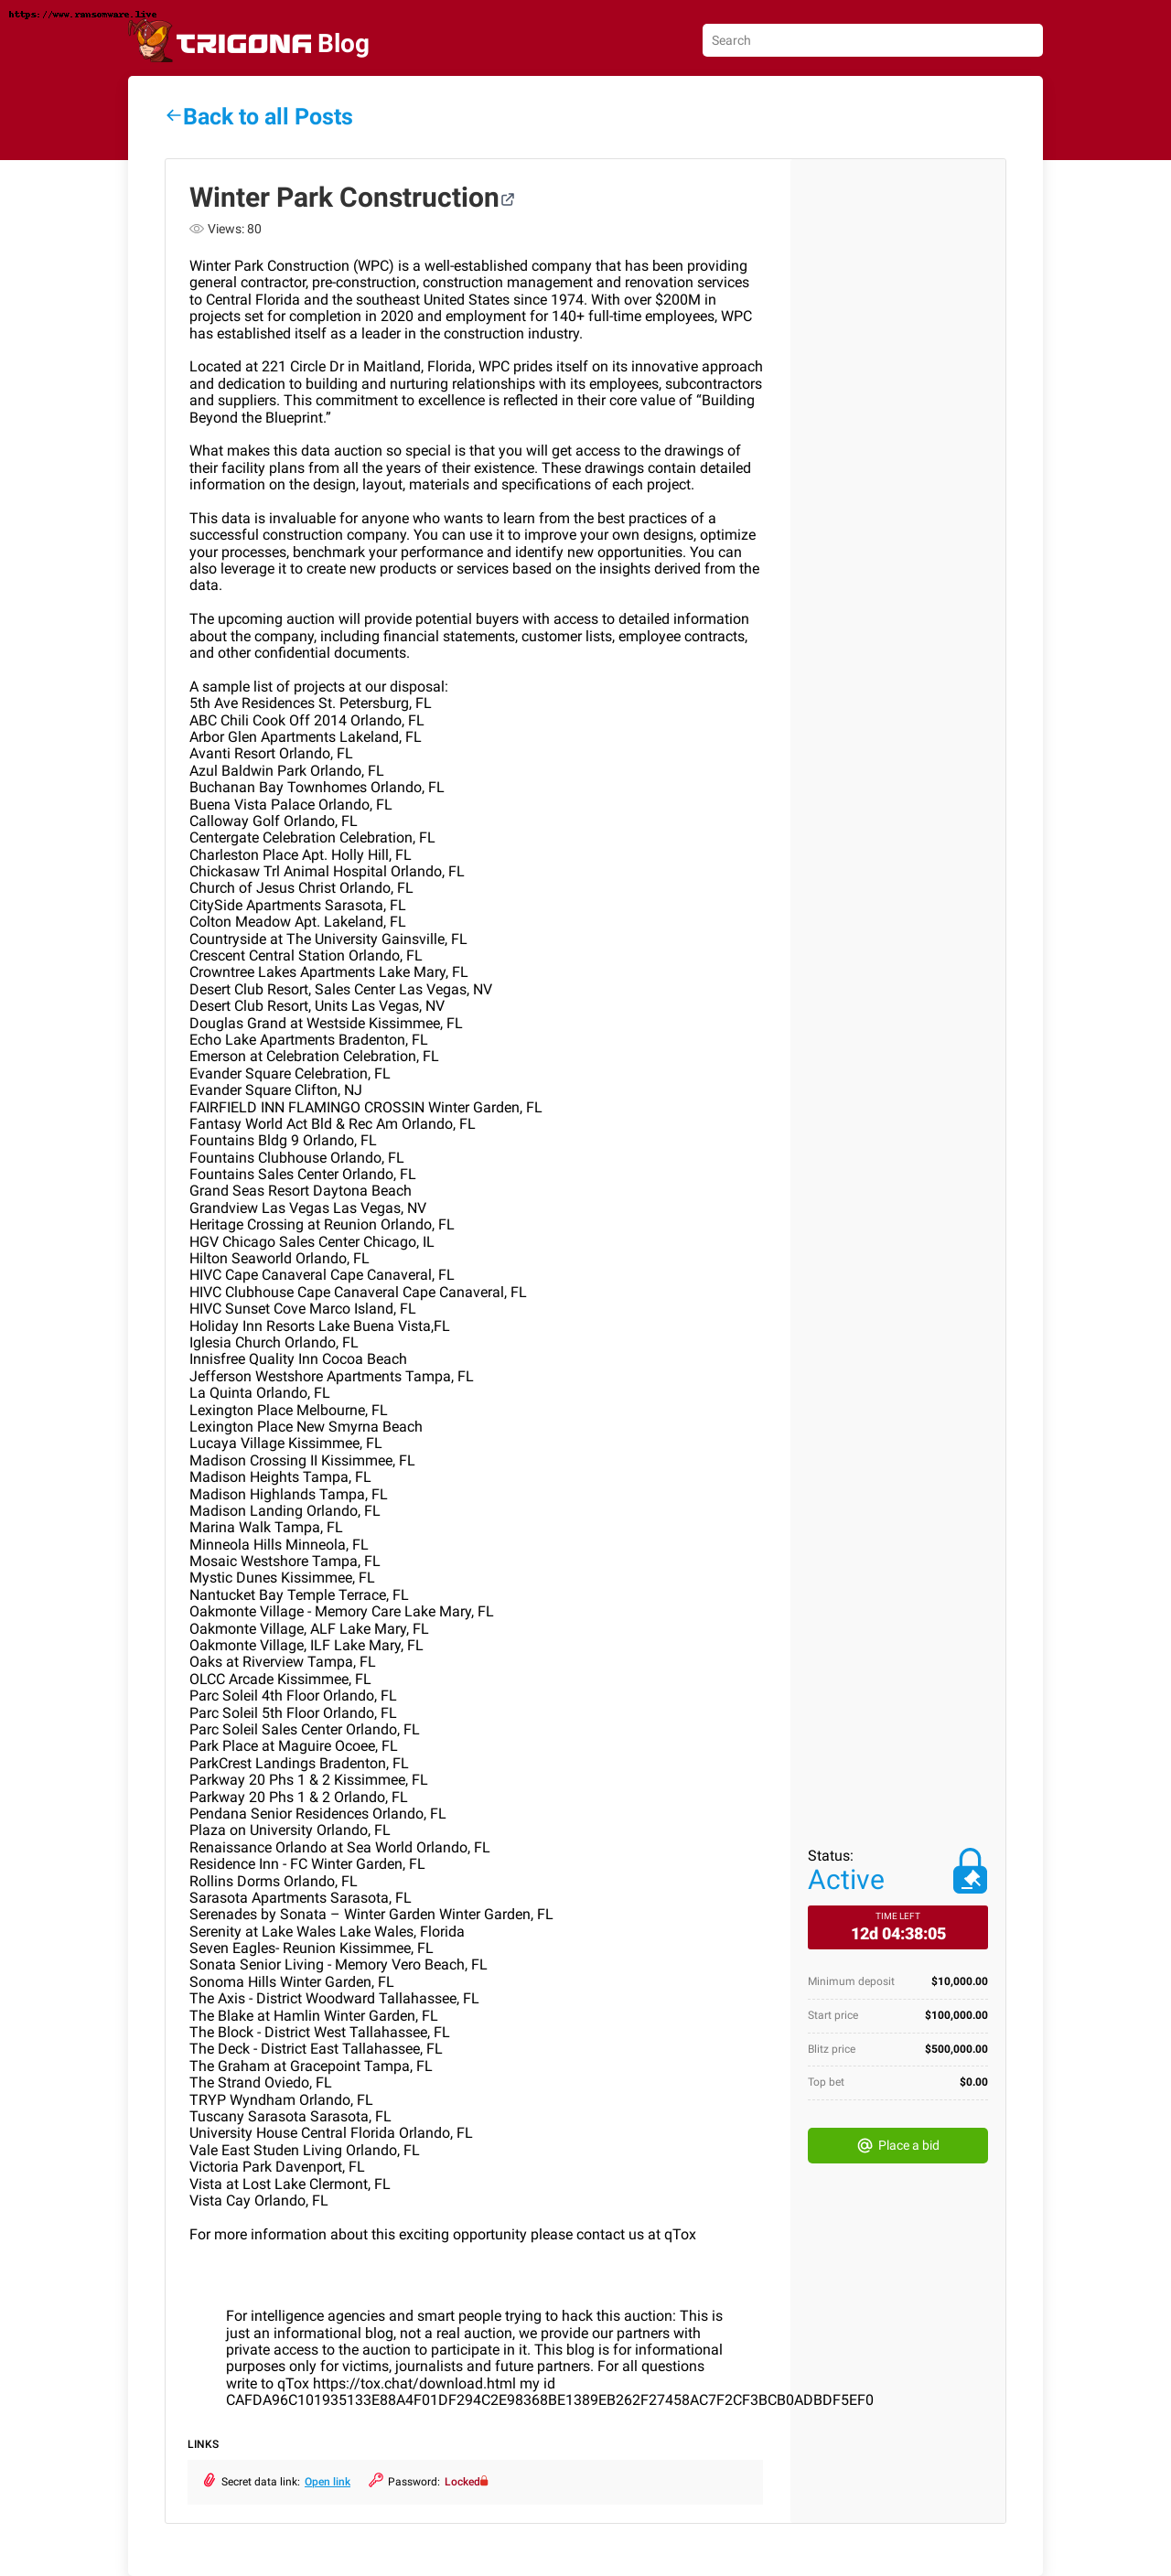 https://www.ransomware.live
TRIGONA Blog
Search
Back to all Posts
Winter Park Construction
Views: 80
Winter Park Construction (WPC) is a well-established company that has been providing
general contractor, pre-construction, construction management and renovation services
to Central Florida and the southeast United States since 1974. With over $200M in
projects set for completion in 2020 and employment for 140+ full-time employees, WPC
has established itself as a leader in the construction industry.
Located at 221 Circle Dr in Maitland, Florida, WPC prides itself on its innovative approach
and dedication to building and nurturing relationships with its employees, subcontractors
and suppliers. This commitment to excellence is reflected in their core value of “Building
Beyond the Blueprint.”
What makes this data auction so special is that you will get access to the drawings of
their facility plans from all the years of their existence. These drawings contain detailed
information on the design, layout, materials and specifications of each project.
This data is invaluable for anyone who wants to learn from the best practices of a
successful construction company. You can use it to improve your own designs, optimize
your processes, benchmark your performance and identify new opportunities. You can
also leverage it to create new products or services based on the insights derived from the
data.
The upcoming auction will provide potential buyers with access to detailed information
about the company, including financial statements, customer lists, employee contracts,
and other confidential documents.
A sample list of projects at our disposal:
5th Ave Residences St. Petersburg, FL
ABC Chili Cook Off 2014 Orlando, FL
Arbor Glen Apartments Lakeland, FL
Avanti Resort Orlando, FL
Azul Baldwin Park Orlando, FL
Buchanan Bay Townhomes Orlando, FL
Buena Vista Palace Orlando, FL
Calloway Golf Orlando, FL
Centergate Celebration Celebration, FL
Charleston Place Apt. Holly Hill, FL
Chickasaw Trl Animal Hospital Orlando, FL
Church of Jesus Christ Orlando, FL
CitySide Apartments Sarasota, FL
Colton Meadow Apt. Lakeland, FL
Countryside at The University Gainsville, FL
Crescent Central Station Orlando, FL
Crowntree Lakes Apartments Lake Mary, FL
Desert Club Resort, Sales Center Las Vegas, NV
Desert Club Resort, Units Las Vegas, NV
Douglas Grand at Westside Kissimmee, FL
Echo Lake Apartments Bradenton, FL
Emerson at Celebration Celebration, FL
Evander Square Celebration, FL
Evander Square Clifton, NJ
FAIRFIELD INN FLAMINGO CROSSIN Winter Garden, FL
Fantasy World Act Bld & Rec Am Orlando, FL
Fountains Bldg 9 Orlando, FL
Fountains Clubhouse Orlando, FL
Fountains Sales Center Orlando, FL
Grand Seas Resort Daytona Beach
Grandview Las Vegas Las Vegas, NV
Heritage Crossing at Reunion Orlando, FL
HGV Chicago Sales Center Chicago, IL
Hilton Seaworld Orlando, FL
HIVC Cape Canaveral Cape Canaveral, FL
HIVC Clubhouse Cape Canaveral Cape Canaveral, FL
HIVC Sunset Cove Marco Island, FL
Holiday Inn Resorts Lake Buena Vista,FL
Iglesia Church Orlando, FL
Innisfree Quality Inn Cocoa Beach
Jefferson Westshore Apartments Tampa, FL
La Quinta Orlando, FL
Lexington Place Melbourne, FL
Lexington Place New Smyrna Beach
Lucaya Village Kissimmee, FL
Madison Crossing II Kissimmee, FL
Madison Heights Tampa, FL
Madison Highlands Tampa, FL
Madison Landing Orlando, FL
Marina Walk Tampa, FL
Minneola Hills Minneola, FL
Mosaic Westshore Tampa, FL
Mystic Dunes Kissimmee, FL
Nantucket Bay Temple Terrace, FL
Oakmonte Village - Memory Care Lake Mary, FL
Oakmonte Village, ALF Lake Mary, FL
Oakmonte Village, ILF Lake Mary, FL
Oaks at Riverview Tampa, FL
OLCC Arcade Kissimmee, FL
Parc Soleil 4th Floor Orlando, FL
Parc Soleil 5th Floor Orlando, FL
Parc Soleil Sales Center Orlando, FL
Park Place at Maguire Ocoee, FL
ParkCrest Landings Bradenton, FL
Parkway 20 Phs 1 & 2 Kissimmee, FL
Parkway 20 Phs 1 & 2 Orlando, FL
Pendana Senior Residences Orlando, FL
Plaza on University Orlando, FL
Renaissance Orlando at Sea World Orlando, FL
Residence Inn - FC Winter Garden, FL
Rollins Dorms Orlando, FL
Sarasota Apartments Sarasota, FL
Serenades by Sonata – Winter Garden Winter Garden, FL
Serenity at Lake Wales Lake Wales, Florida
Seven Eagles- Reunion Kissimmee, FL
Sonata Senior Living - Memory Vero Beach, FL
Sonoma Hills Winter Garden, FL
The Axis - District Woodward Tallahassee, FL
The Blake at Hamlin Winter Garden, FL
The Block - District West Tallahassee, FL
The Deck - District East Tallahassee, FL
The Graham at Gracepoint Tampa, FL
The Strand Oviedo, FL
TRYP Wyndham Orlando, FL
Tuscany Sarasota Sarasota, FL
University House Central Florida Orlando, FL
Vale East Studen Living Orlando, FL
Victoria Park Davenport, FL
Vista at Lost Lake Clermont, FL
Vista Cay Orlando, FL
For more information about this exciting opportunity please contact us at qTox
For intelligence agencies and smart people trying to hack this auction: This is
just an informational blog, not a real auction, we provide our partners with
private access to the auction to participate in it. This blog is for informational
purposes only for victims, journalists and future partners. For all questions
write to qTox https://tox.chat/download.html my id
CAFDA96C101935133E88A4F01DF294C2E98368BE1389EB262F27458AC7F2CF3BCB0ADBDF5EF0
LINKS
Secret data link: Open link Password: Locked
Status:
Active
TIME LEFT
12d 04:38:05
Minimum deposit $10,000.00
Start price $100,000.00
Blitz price $500,000.00
Top bet $0.00
Place a bid